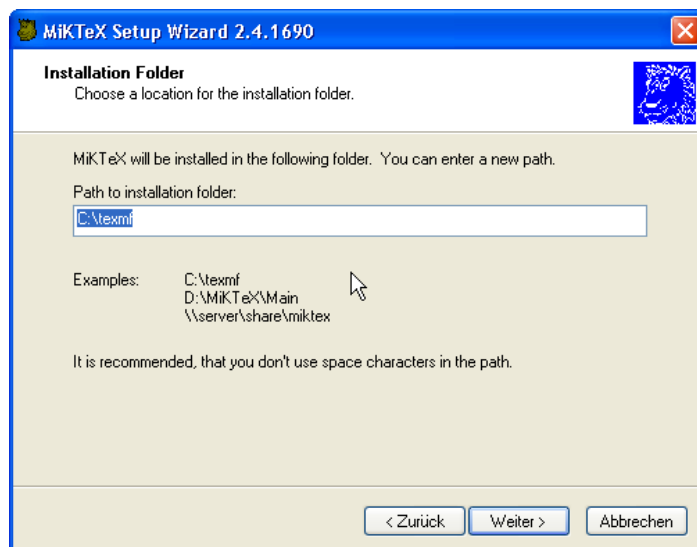 MiKTeX Setup Wizard 2.4.1690
Installation Folder
Choose a location for the installation folder.
MiKTeX will be installed in the following folder. You can enter a new path.
Path to installation folder:
C:\texmf
Examples: C:\texmf
D:\MiKTeX\Main
\\server\share\miktex
It is recommended, that you don't use space characters in the path.
< Zurück Weiter > Abbrechen